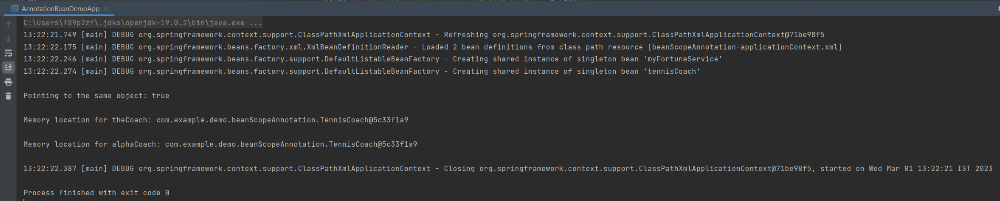 AnnotationBeanDemoApp
C:\Users\f89p2zf\.jdks\openjdk-19.0.2\bin\java.exe ...
13:22:21.749 [main] DEBUG org.springframework.context.support.ClassPathXmlApplicationContext - Refreshing org.springframework.context.support.ClassPathXmlApplicationContext@71be98f5
13:22:22.175 [main] DEBUG org.springframework.beans.factory.xml.XmlBeanDefinitionReader - Loaded 2 bean definitions from class path resource [beanScopeAnnotation-applicationContext.xml]
13:22:22.246 [main] DEBUG org.springframework.beans.factory.support.DefaultListableBeanFactory - Creating shared instance of singleton bean 'myFortuneService'
13:22:22.274 [main] DEBUG org.springframework.beans.factory.support.DefaultListableBeanFactory - Creating shared instance of singleton bean 'tennisCoach'
Pointing to the same object: true
Memory location for theCoach: com.example.demo.beanScopeAnnotation.TennisCoach@5c33f1a9
Memory location for alphaCoach: com.example.demo.beanScopeAnnotation.TennisCoach@5c33f1a9
13:22:22.387 [main] DEBUG org.springframework.context.support.ClassPathXmlApplicationContext - Closing org.springframework.context.support.ClassPathXmlApplicationContext@71be98f5, started on Wed Mar 01 13:22:21 IST 2023
Process finished with exit code 0